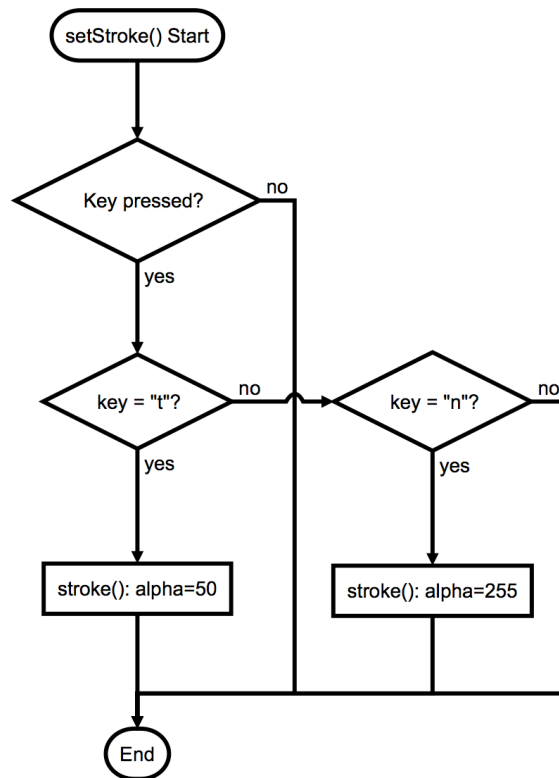 setStroke() Start
Key pressed?
no
yes
key = "t"?
no
key = "n"?
no
yes
yes
stroke(): alpha=50
stroke(): alpha=255
End